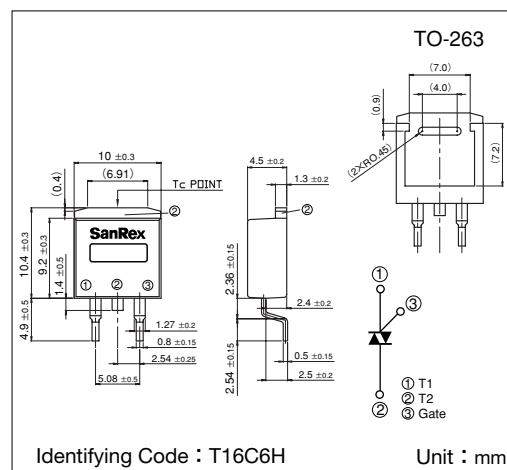 TO-263
(7.0)
(4.0)
(0.9)
(7.2)
(2×R0.45)
10 ±0.3
(6.91)
(0.4)
Tc POINT
②
SanRex
① ② ③
10.4 ±0.3
9.2 ±0.3
1.4 ±0.5
4.9 ±0.5
1.27 ±0.2
0.8 ±0.15
2.54 ±0.25
5.08 ±0.5
4.5 ±0.2
1.3 ±0.2
②
2.36 ±0.15
2.4 ±0.2
2.54 ±0.15
0.5 ±0.15
2.5 ±0.2
①
③
②
① T1
② T2
③ Gate
Identifying Code：T16C6H
Unit：mm